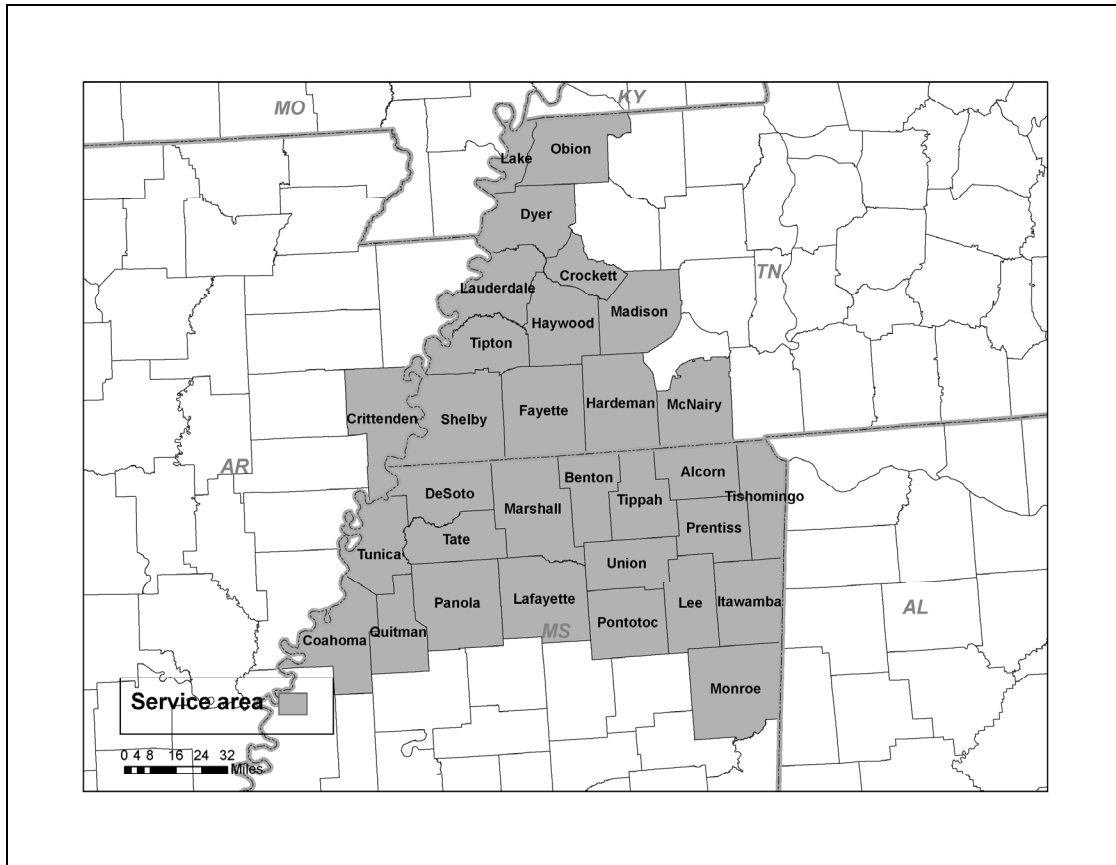 MO
KY
Lake
Obion
Dyer
TN
Crockett
Lauderdale
Madison
Haywood
Tipton
Crittenden
Shelby
Fayette
Hardeman
McNairy
AR
DeSoto
Marshall
Benton
Tippah
Alcorn
Tishomingo
Prentiss
Tate
Tunica
Union
Panola
Lafayette
Lee
Itawamba
AL
Pontotoc
MS
Coahoma
Quitman
Monroe
Service area
0 4 8 16 24 32
Miles